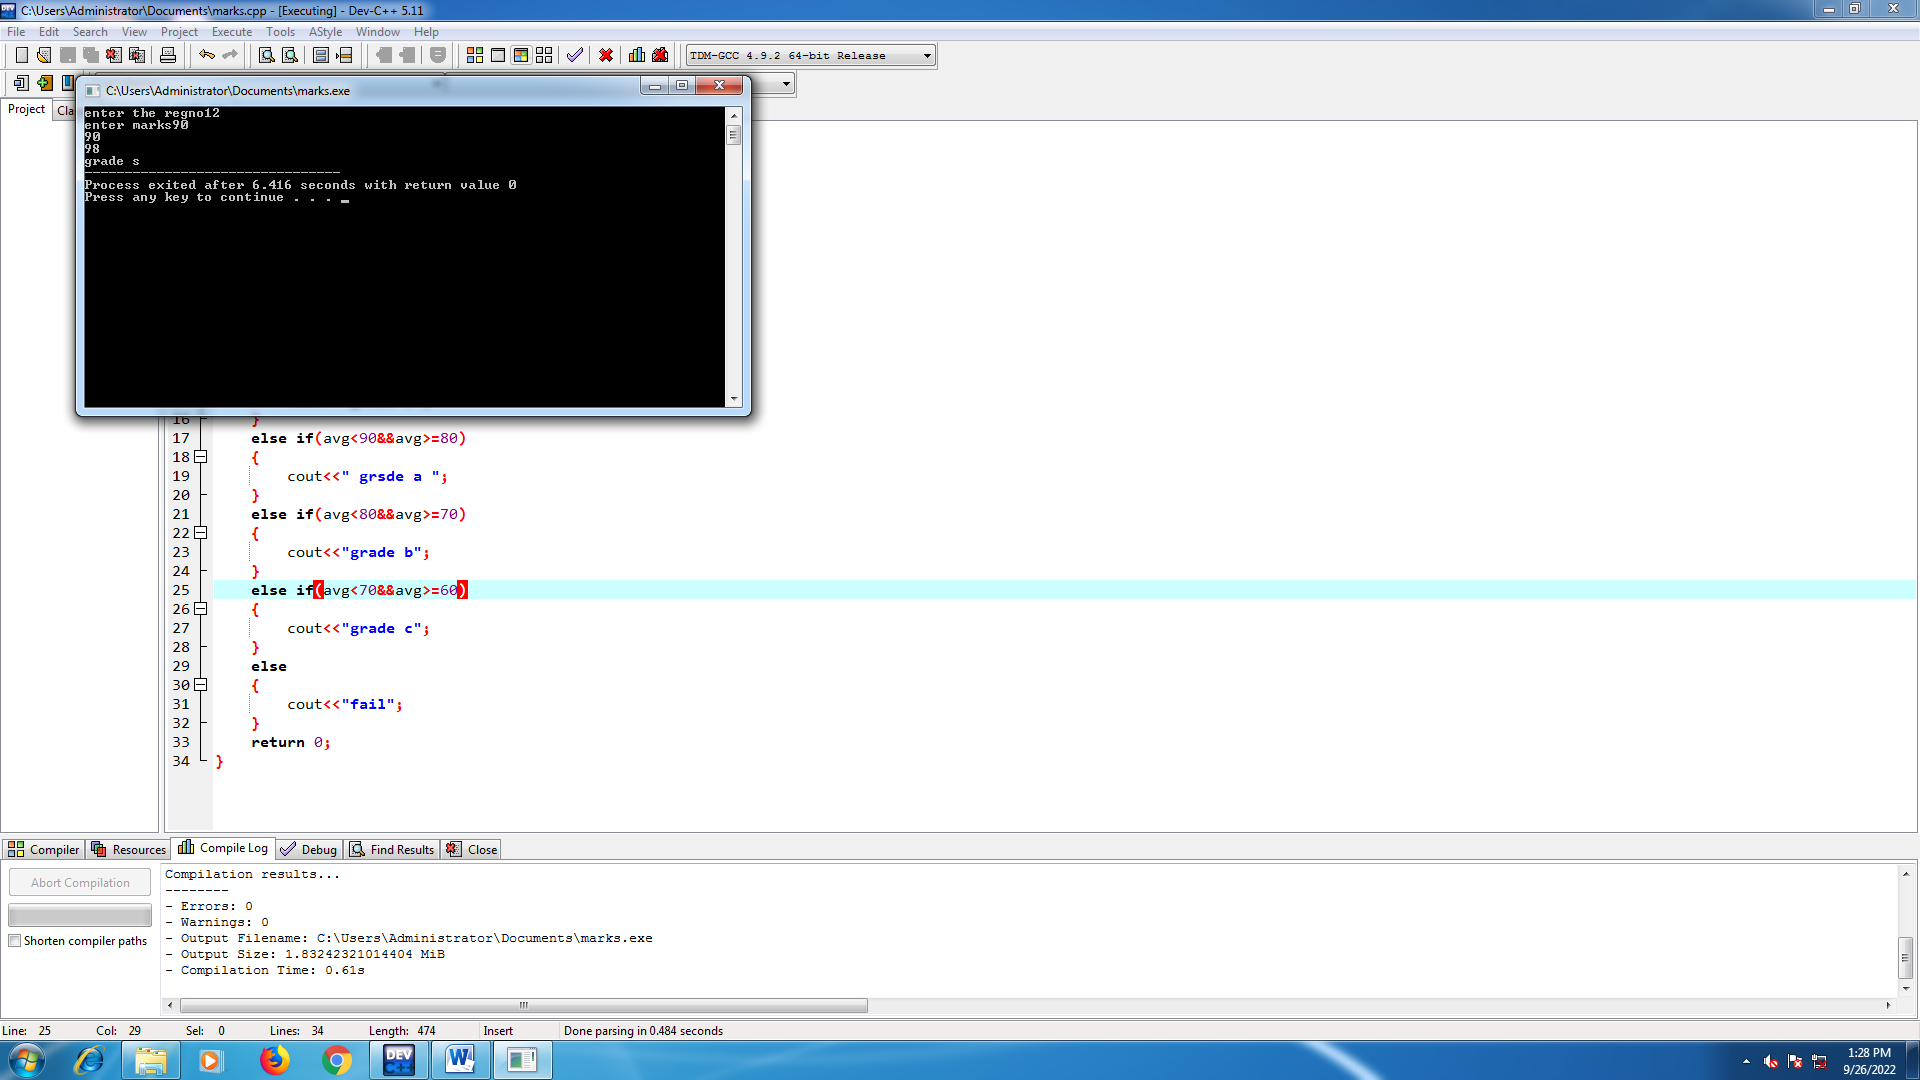 C:\Users\Administrator\Documents\marks.cpp - [Executing] - Dev-C++ 5.11
File Edit Search View Project Execute Tools AStyle Window Help
TDM-GCC 4.9.2 64-bit Release
Project Cla
C:\Users\Administrator\Documents\marks.exe
enter the regno12
enter marks90
90
98
grade s
--------------------------------
Process exited after 6.416 seconds with return value 0
Press any key to continue . . . _
16 }
17 else if(avg<90&&avg>=80)
18 {
19 cout<<" grsde a ";
20 }
21 else if(avg<80&&avg>=70)
22 {
23 cout<<"grade b";
24 }
25 else if(avg<70&&avg>=60)
26 {
27 cout<<"grade c";
28 }
29 else
30 {
31 cout<<"fail";
32 }
33 return 0;
34 }
Compiler Resources Compile Log Debug Find Results Close
Abort Compilation
Shorten compiler paths
Compilation results...
--------
- Errors: 0
- Warnings: 0
- Output Filename: C:\Users\Administrator\Documents\marks.exe
- Output Size: 1.83242321014404 MiB
- Compilation Time: 0.61s
Line: 25 Col: 29 Sel: 0 Lines: 34 Length: 474 Insert Done parsing in 0.484 seconds
DEV C++
W
1:28 PM
9/26/2022